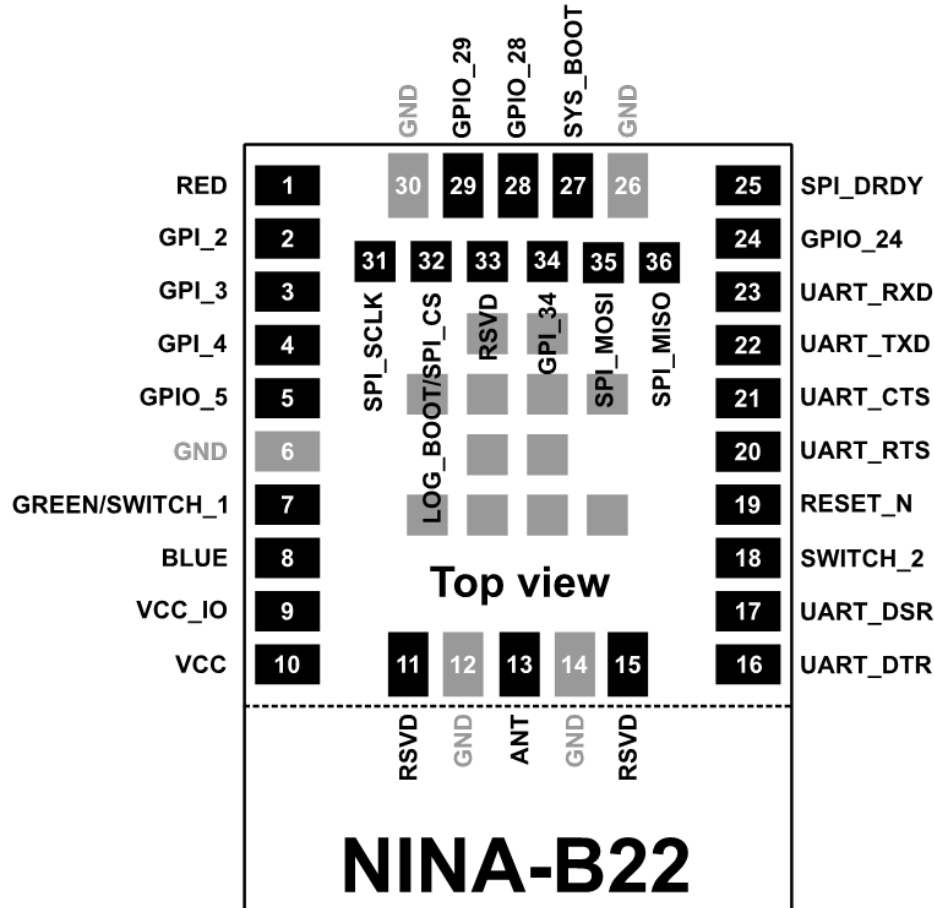 GND
GPIO_29
GPIO_28
SYS_BOOT
GND
30
29
28
27
26
RED
1
25
SPI_DRDY
GPI_2
2
24
GPIO_24
31
32
33
34
35
36
GPI_3
3
23
UART_RXD
SPI_SCLK
LOG_BOOT/SPI_CS
RSVD
GPI_34
SPI_MOSI
SPI_MISO
GPI_4
4
22
UART_TXD
GPIO_5
5
21
UART_CTS
GND
6
20
UART_RTS
GREEN/SWITCH_1
7
19
RESET_N
BLUE
8
18
SWITCH_2
Top view
VCC_IO
9
17
UART_DSR
VCC
10
11
12
13
14
15
16
UART_DTR
RSVD
GND
ANT
GND
RSVD
NINA-B22